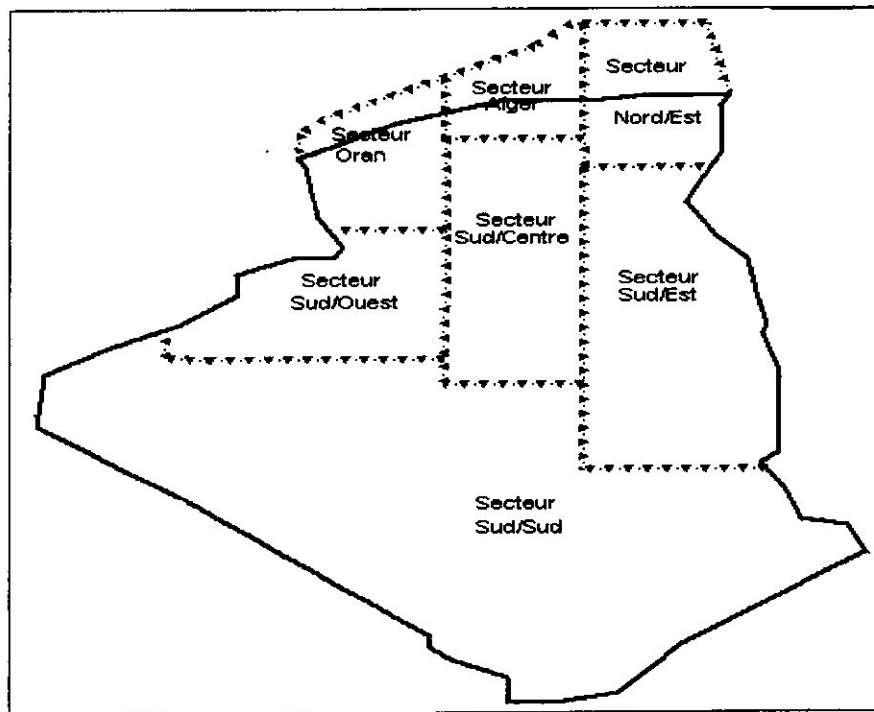 Secteur
Alger
Secteur
Nord/Est
Secteur
Oran
Secteur
Sud/Centre
Secteur
Sud/Ouest
Secteur
Sud/Est
Secteur
Sud/Sud